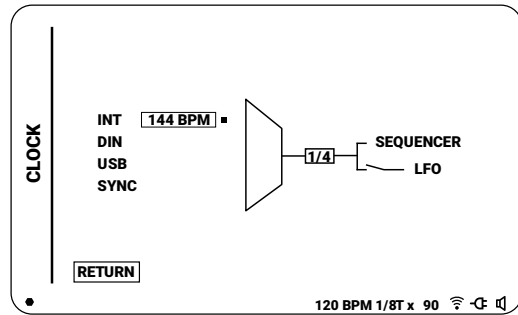 CLOCK
INT 144 BPM
DIN
USB
SYNC
1/4
SEQUENCER
LFO
RETURN
120 BPM 1/8T x 90